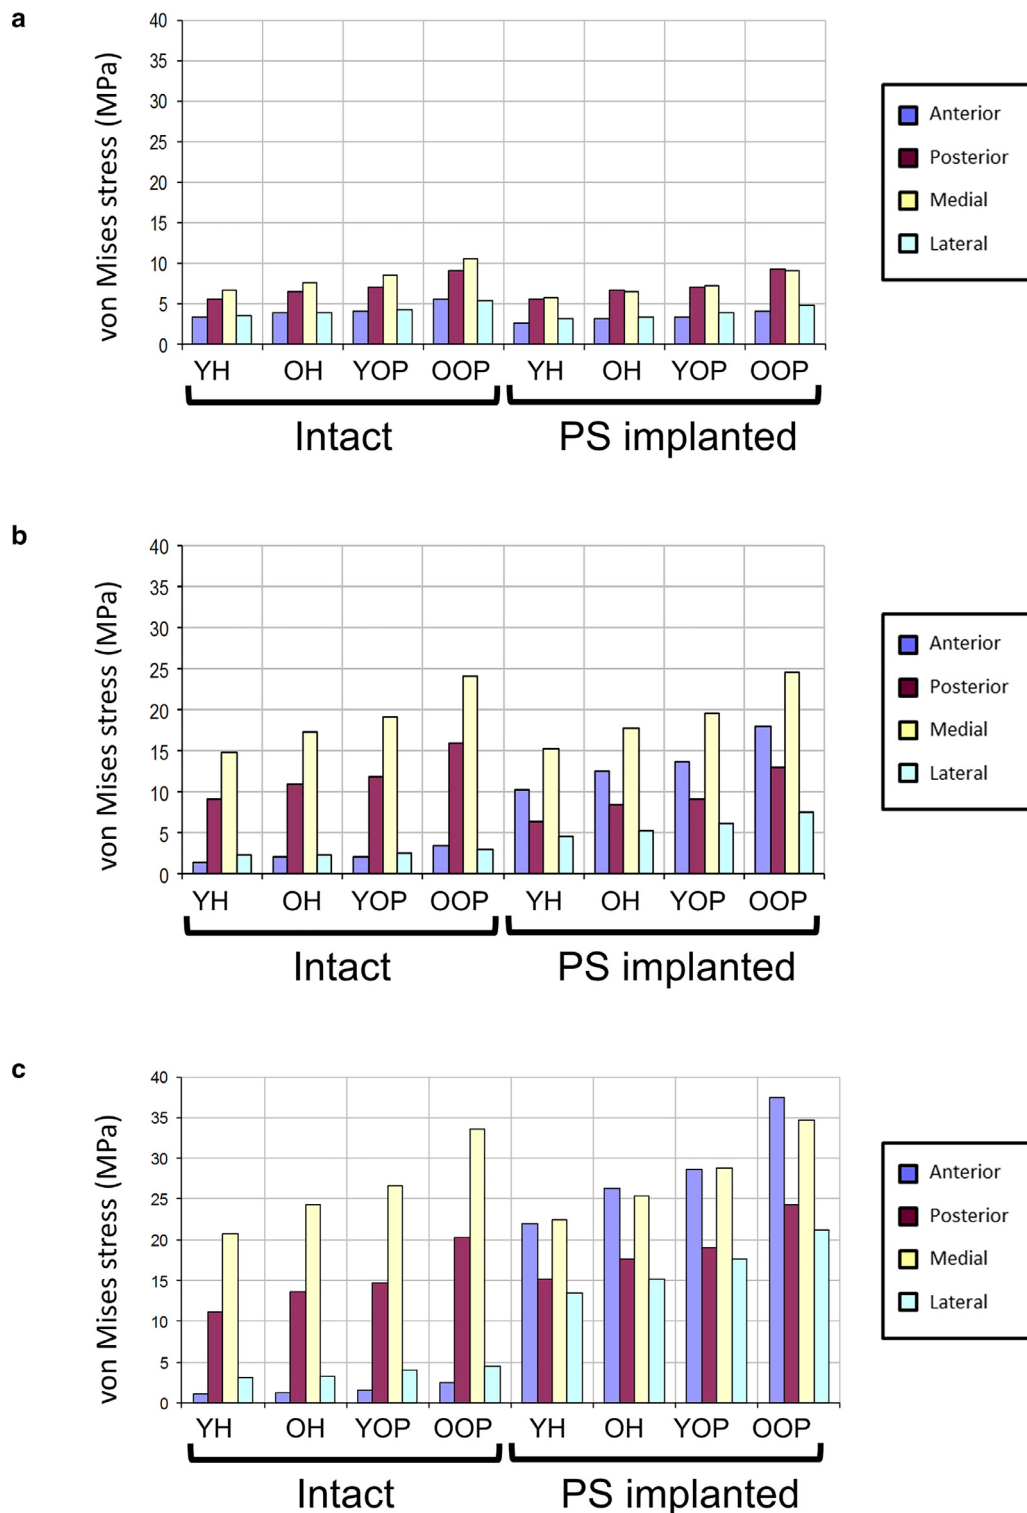 a
von Mises stress (MPa)
40
35
30
25
20
15
10
5
0
YH OH YOP OOP YH OH YOP OOP
Intact PS implanted
Anterior
Posterior
Medial
Lateral
b
von Mises stress (MPa)
40
35
30
25
20
15
10
5
0
YH OH YOP OOP YH OH YOP OOP
Intact PS implanted
Anterior
Posterior
Medial
Lateral
c
von Mises stress (MPa)
40
35
30
25
20
15
10
5
0
YH OH YOP OOP YH OH YOP OOP
Intact PS implanted
Anterior
Posterior
Medial
Lateral